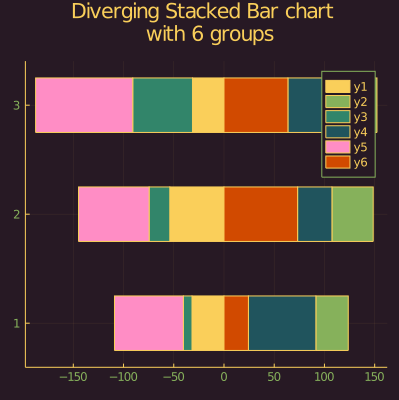 Diverging Stacked Bar chart
with 6 groups
3
2
1
y1
y2
y3
y4
y5
y6
−150 −100 −50 0 50 100 150